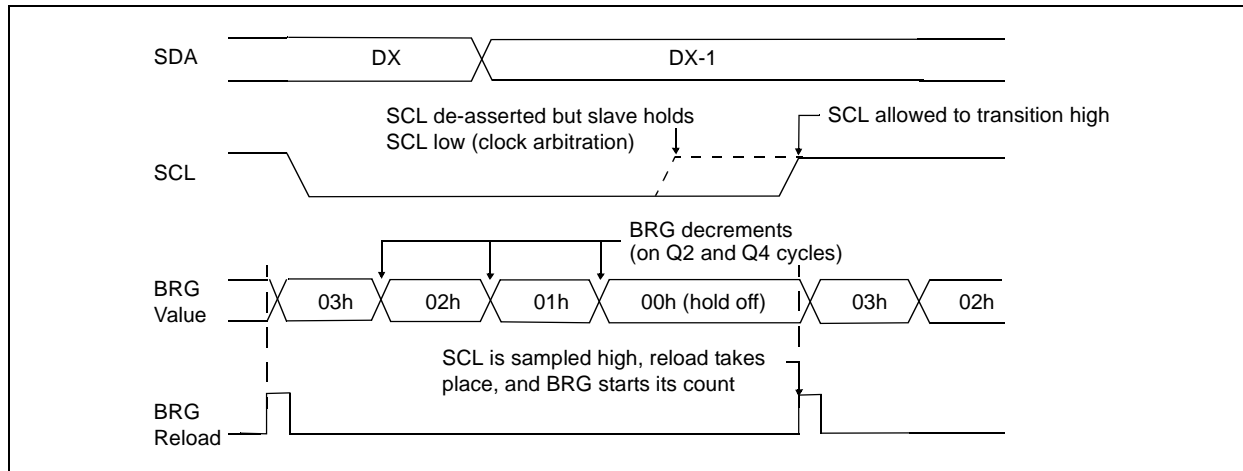 SDA
DX
DX-1
SCL de-asserted but slave holds
SCL low (clock arbitration)
SCL allowed to transition high
SCL
BRG decrements
(on Q2 and Q4 cycles)
BRG
Value
03h
02h
01h
00h (hold off)
03h
02h
SCL is sampled high, reload takes
place, and BRG starts its count
BRG
Reload